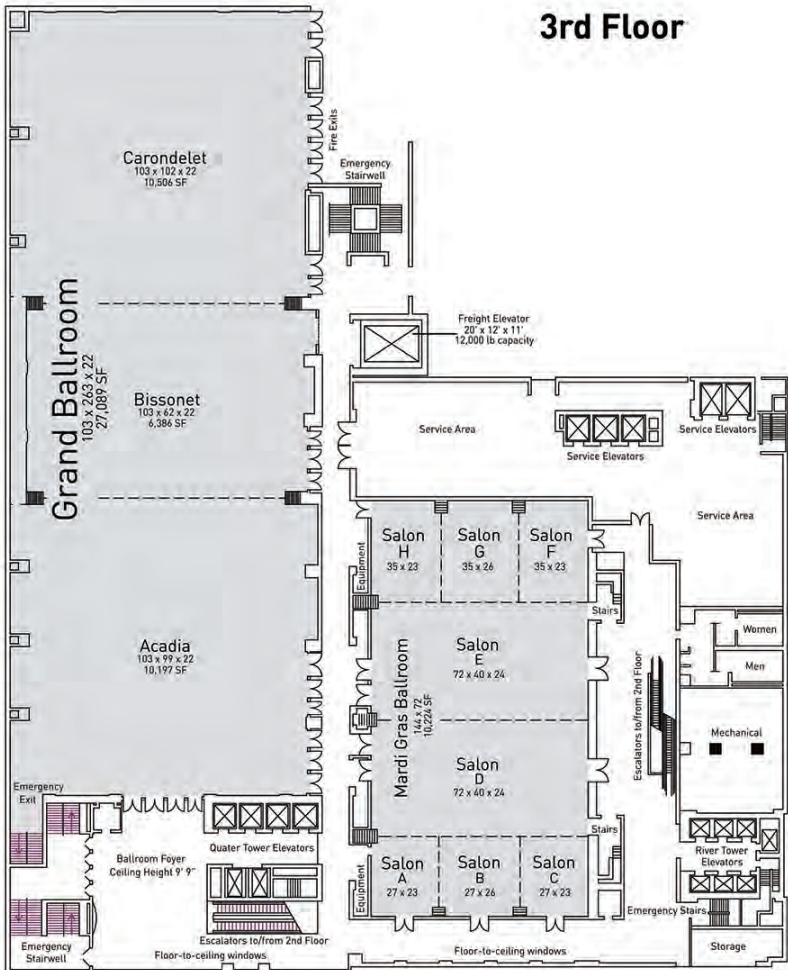 3rd Floor
Carondelet
103 x 102 x 22
10,506 SF
Fire Exits
Emergency
Stairwell
Grand Ballroom
103 x 263 x 22
27,089 SF
Bissonet
103 x 62 x 22
6,386 SF
Freight Elevator
20' x 12' x 11'
12,000 lb capacity
Service Area
Service Elevators
Service Elevators
Service Area
Equipment
Salon
H
35 x 23
Salon
G
35 x 26
Salon
F
35 x 23
Stairs
Women
Men
Acadia
103 x 99 x 22
10,197 SF
Mardi Gras Ballroom
144 x 72
10,224 SF
Salon
E
72 x 40 x 24
Salon
D
72 x 40 x 24
Escalators to/from 2nd Floor
Mechanical
Emergency
Exit
Ballroom Foyer
Ceiling Height 9' 9"
Quater Tower Elevators
Stairs
River Tower
Elevators
Equipment
Salon
A
27 x 23
Salon
B
27 x 26
Salon
C
27 x 23
Emergency Stairs
Emergency
Stairwell
Escalators to/from 2nd Floor
Floor-to-ceiling windows
Floor-to-ceiling windows
Storage